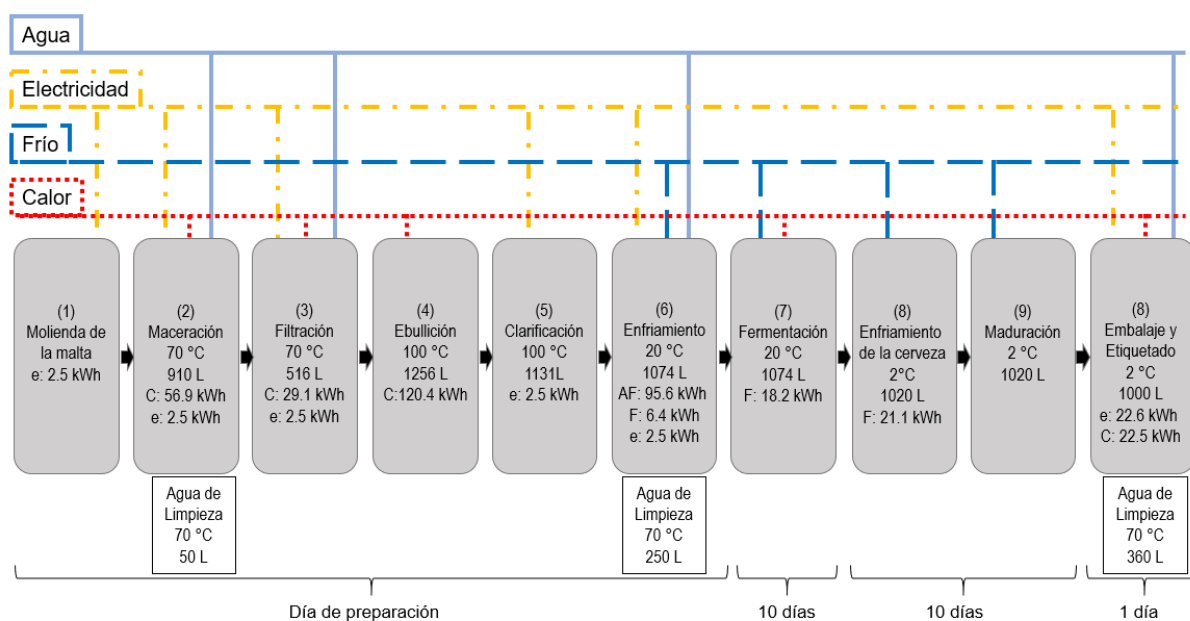 Agua
Electricidad
Frío
Calor
(1)
Molienda de
la malta
e: 2.5 kWh
(2)
Maceración
70 °C
910 L
C: 56.9 kWh
e: 2.5 kWh
(3)
Filtración
70 °C
516 L
C: 29.1 kWh
e: 2.5 kWh
(4)
Ebullición
100 °C
1256 L
C:120.4 kWh
(5)
Clarificación
100 °C
1131L
e: 2.5 kWh
(6)
Enfriamiento
20 °C
1074 L
AF: 95.6 kWh
F: 6.4 kWh
e: 2.5 kWh
(7)
Fermentación
20 °C
1074 L
F: 18.2 kWh
(8)
Enfriamiento
de la cerveza
2°C
1020 L
F: 21.1 kWh
(9)
Maduración
2 °C
1020 L
(8)
Embalaje y
Etiquetado
2 °C
1000 L
e: 22.6 kWh
C: 22.5 kWh
Agua de
Limpieza
70 °C
50 L
Agua de
Limpieza
70 °C
250 L
Agua de
Limpieza
70 °C
360 L
Día de preparación
10 días
10 días
1 día